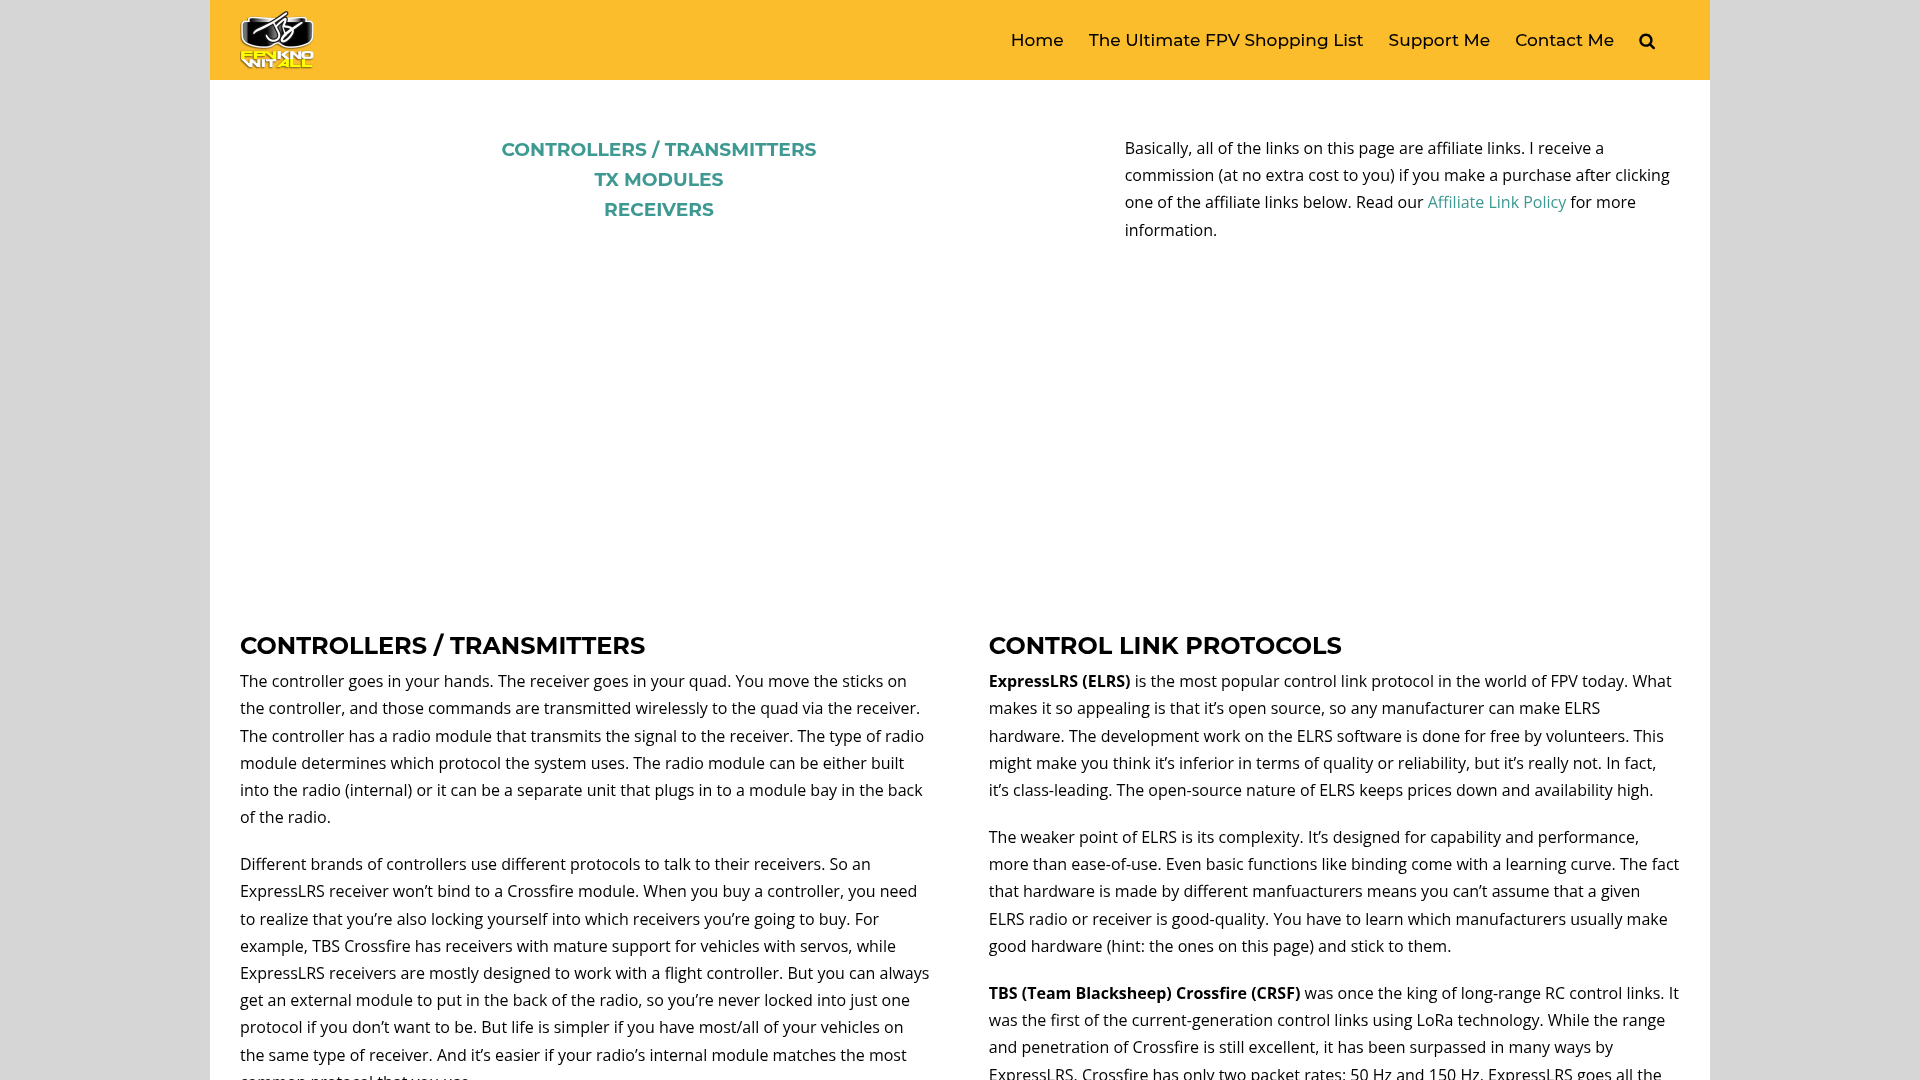 FPVKNO
WITALL
Home The Ultimate FPV Shopping List Support Me Contact Me
CONTROLLERS / TRANSMITTERS
TX MODULES
RECEIVERS
Basically, all of the links on this page are affiliate links. I receive a
commission (at no extra cost to you) if you make a purchase after clicking
one of the affiliate links below. Read our Affiliate Link Policy for more
information.
CONTROLLERS / TRANSMITTERS
The controller goes in your hands. The receiver goes in your quad. You move the sticks on
the controller, and those commands are transmitted wirelessly to the quad via the receiver.
The controller has a radio module that transmits the signal to the receiver. The type of radio
module determines which protocol the system uses. The radio module can be either built
into the radio (internal) or it can be a separate unit that plugs in to a module bay in the back
of the radio.
Different brands of controllers use different protocols to talk to their receivers. So an
ExpressLRS receiver won’t bind to a Crossfire module. When you buy a controller, you need
to realize that you’re also locking yourself into which receivers you’re going to buy. For
example, TBS Crossfire has receivers with mature support for vehicles with servos, while
ExpressLRS receivers are mostly designed to work with a flight controller. But you can always
get an external module to put in the back of the radio, so you’re never locked into just one
protocol if you don’t want to be. But life is simpler if you have most/all of your vehicles on
the same type of receiver. And it’s easier if your radio’s internal module matches the most
common protocol that you use.
CONTROL LINK PROTOCOLS
ExpressLRS (ELRS) is the most popular control link protocol in the world of FPV today. What
makes it so appealing is that it’s open source, so any manufacturer can make ELRS
hardware. The development work on the ELRS software is done for free by volunteers. This
might make you think it’s inferior in terms of quality or reliability, but it’s really not. In fact,
it’s class-leading. The open-source nature of ELRS keeps prices down and availability high.
The weaker point of ELRS is its complexity. It’s designed for capability and performance,
more than ease-of-use. Even basic functions like binding come with a learning curve. The fact
that hardware is made by different manfuacturers means you can’t assume that a given
ELRS radio or receiver is good-quality. You have to learn which manufacturers usually make
good hardware (hint: the ones on this page) and stick to them.
TBS (Team Blacksheep) Crossfire (CRSF) was once the king of long-range RC control links. It
was the first of the current-generation control links using LoRa technology. While the range
and penetration of Crossfire is still excellent, it has been surpassed in many ways by
ExpressLRS. Crossfire has only two packet rates: 50 Hz and 150 Hz. ExpressLRS goes all the